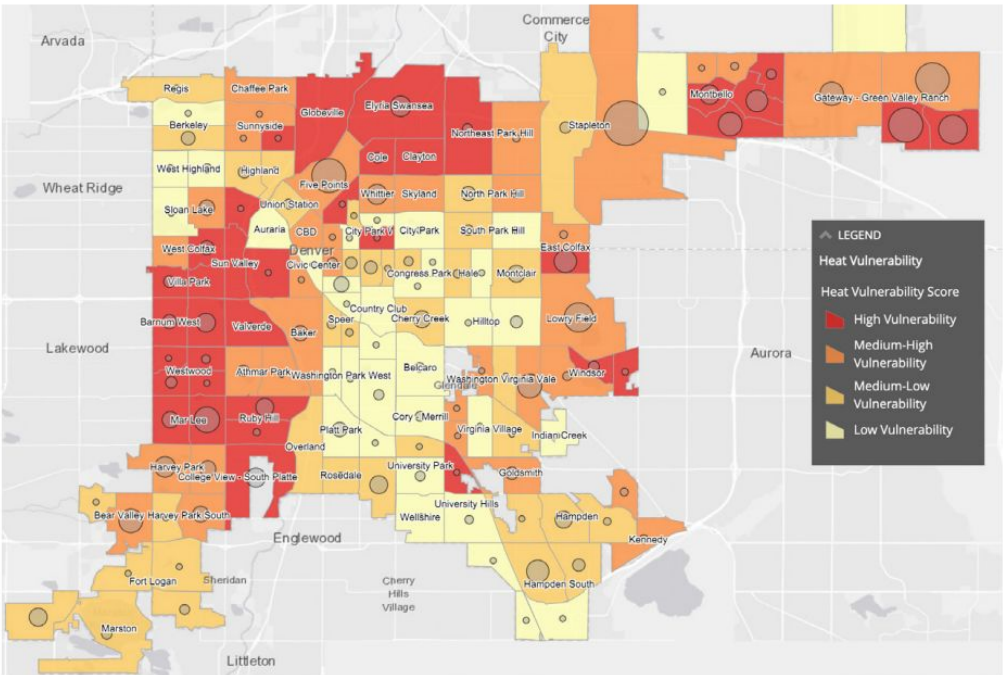 Commerce
City
Arvada
Regis
Chaffee Park
Globeville
Elyria Swansea
Montbello
Gateway - Green Valley Ranch
Berkeley
Sunnyside
Northeast Park Hill
Stapleton
Cole
Clayton
West Highland
Highland
Wheat Ridge
Five Points
Whittier
Skyland
North Park Hill
Sloan Lake
Union Station
Auraria
CBD
City Park W
City Park
South Park Hill
Denver
West Colfax
East Colfax
Sun Valley
Civic Center
Congress Park
Hale
Montclair
Villa Park
Country Club
Barnum West
Valverde
Baker
Speer
Cherry Creek
Hilltop
Lowry Field
Lakewood
Aurora
Westwood
Athmar Park
Washington Park West
Belcaro
Washington Virginia Vale
Glendale
Windsor
Mar Lee
Ruby Hill
Platt Park
Cory - Merrill
Virginia Village
Indian Creek
Overland
Harvey Park
College View - South Platte
Rosedale
University Park
Goldsmith
University Hills
Bear Valley
Harvey Park South
Wellshire
Hampden
Englewood
Kennedy
Fort Logan
Sheridan
Cherry
Hills
Village
Hampden South
Marston
Littleton
LEGEND
Heat Vulnerability
Heat Vulnerability Score
High Vulnerability
Medium-High
Vulnerability
Medium-Low
Vulnerability
Low Vulnerability